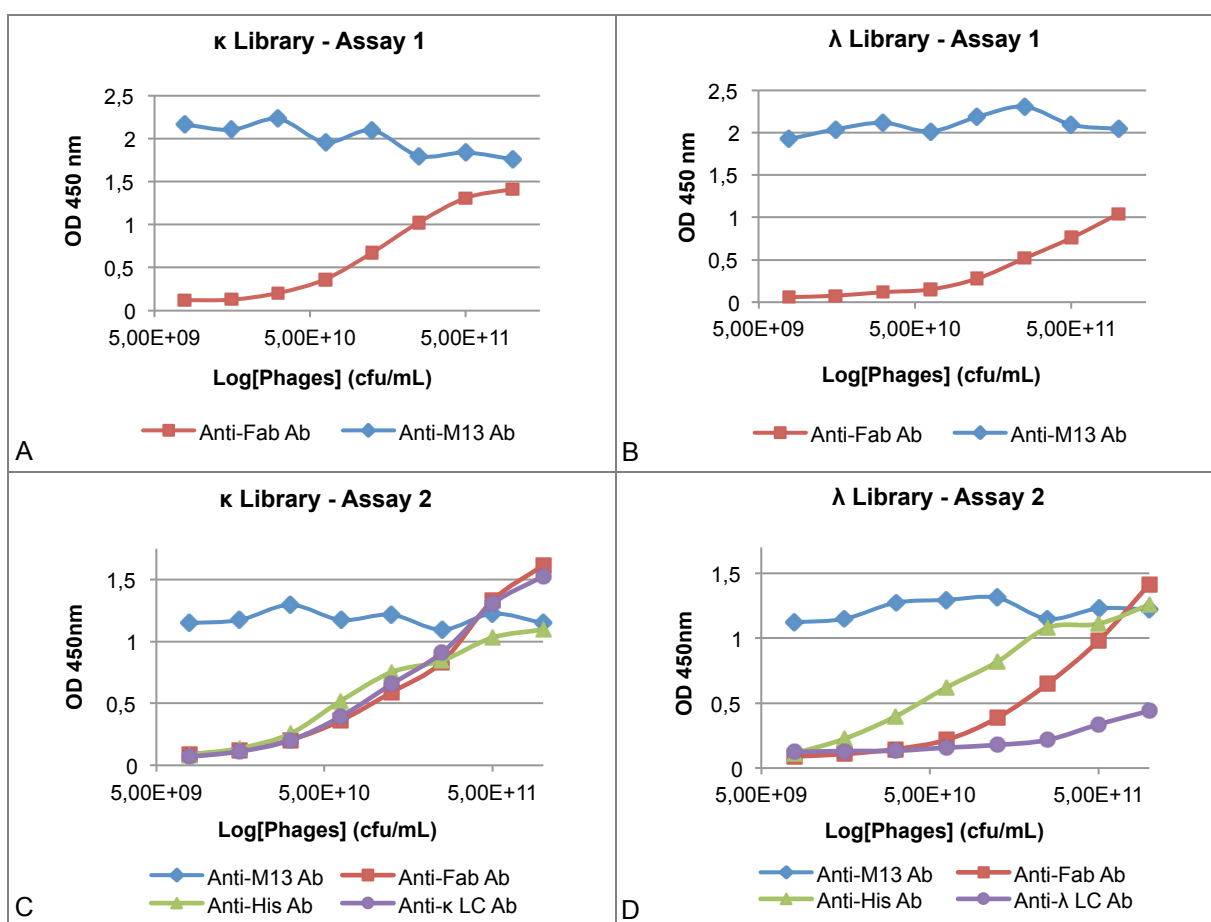 κ Library - Assay 1
2,5
2
1,5
1
0,5
0
OD 450 nm
5,00E+09 5,00E+10 5,00E+11
Log[Phages] (cfu/mL)
Anti-Fab Ab Anti-M13 Ab
A
λ Library - Assay 1
2,5
2
1,5
1
0,5
0
OD 450 nm
5,00E+09 5,00E+10 5,00E+11
Log[Phages] (cfu/mL)
Anti-Fab Ab Anti-M13 Ab
B
κ Library - Assay 2
1,5
1
0,5
0
OD 450nm
5,00E+09 5,00E+10 5,00E+11
Log[Phages] (cfu/mL)
Anti-M13 Ab Anti-Fab Ab
Anti-His Ab Anti-κ LC Ab
C
λ Library - Assay 2
1,5
1
0,5
0
OD 450nm
5,00E+09 5,00E+10 5,00E+11
Log[Phages] (cfu/mL)
Anti-M13 Ab Anti-Fab Ab
Anti-His Ab Anti-λ LC Ab
D